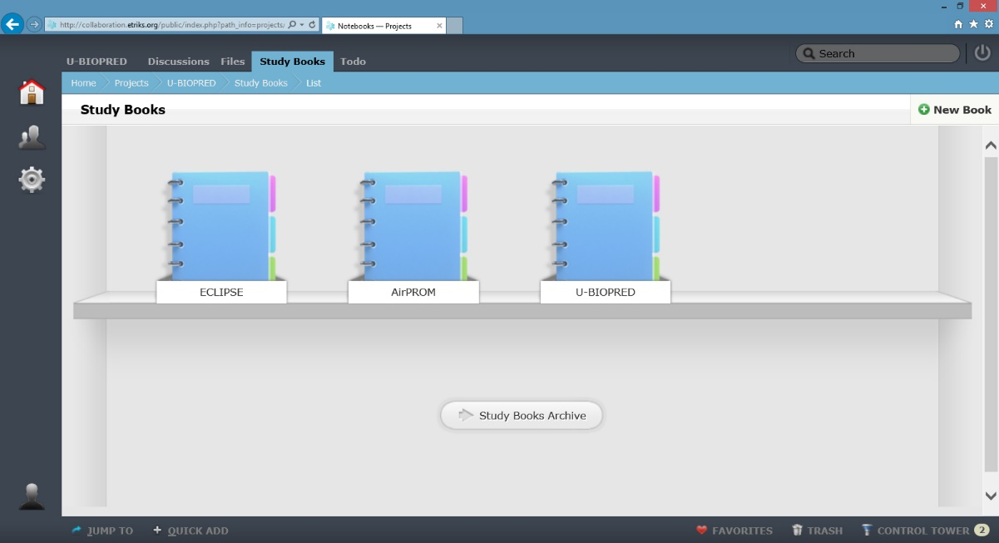 http://collaboration.etriks.org/public/index.php?path_info=projects/
Notebooks — Projects
U-BIOPRED Discussions Files Study Books Todo
Search
Home Projects U-BIOPRED Study Books List
Study Books
New Book
ECLIPSE AirPROM U-BIOPRED
Study Books Archive
JUMP TO QUICK ADD FAVORITES TRASH CONTROL TOWER 2